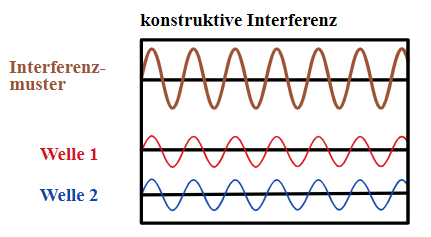 konstruktive Interferenz
Interferenz-
muster
Welle 1
Welle 2